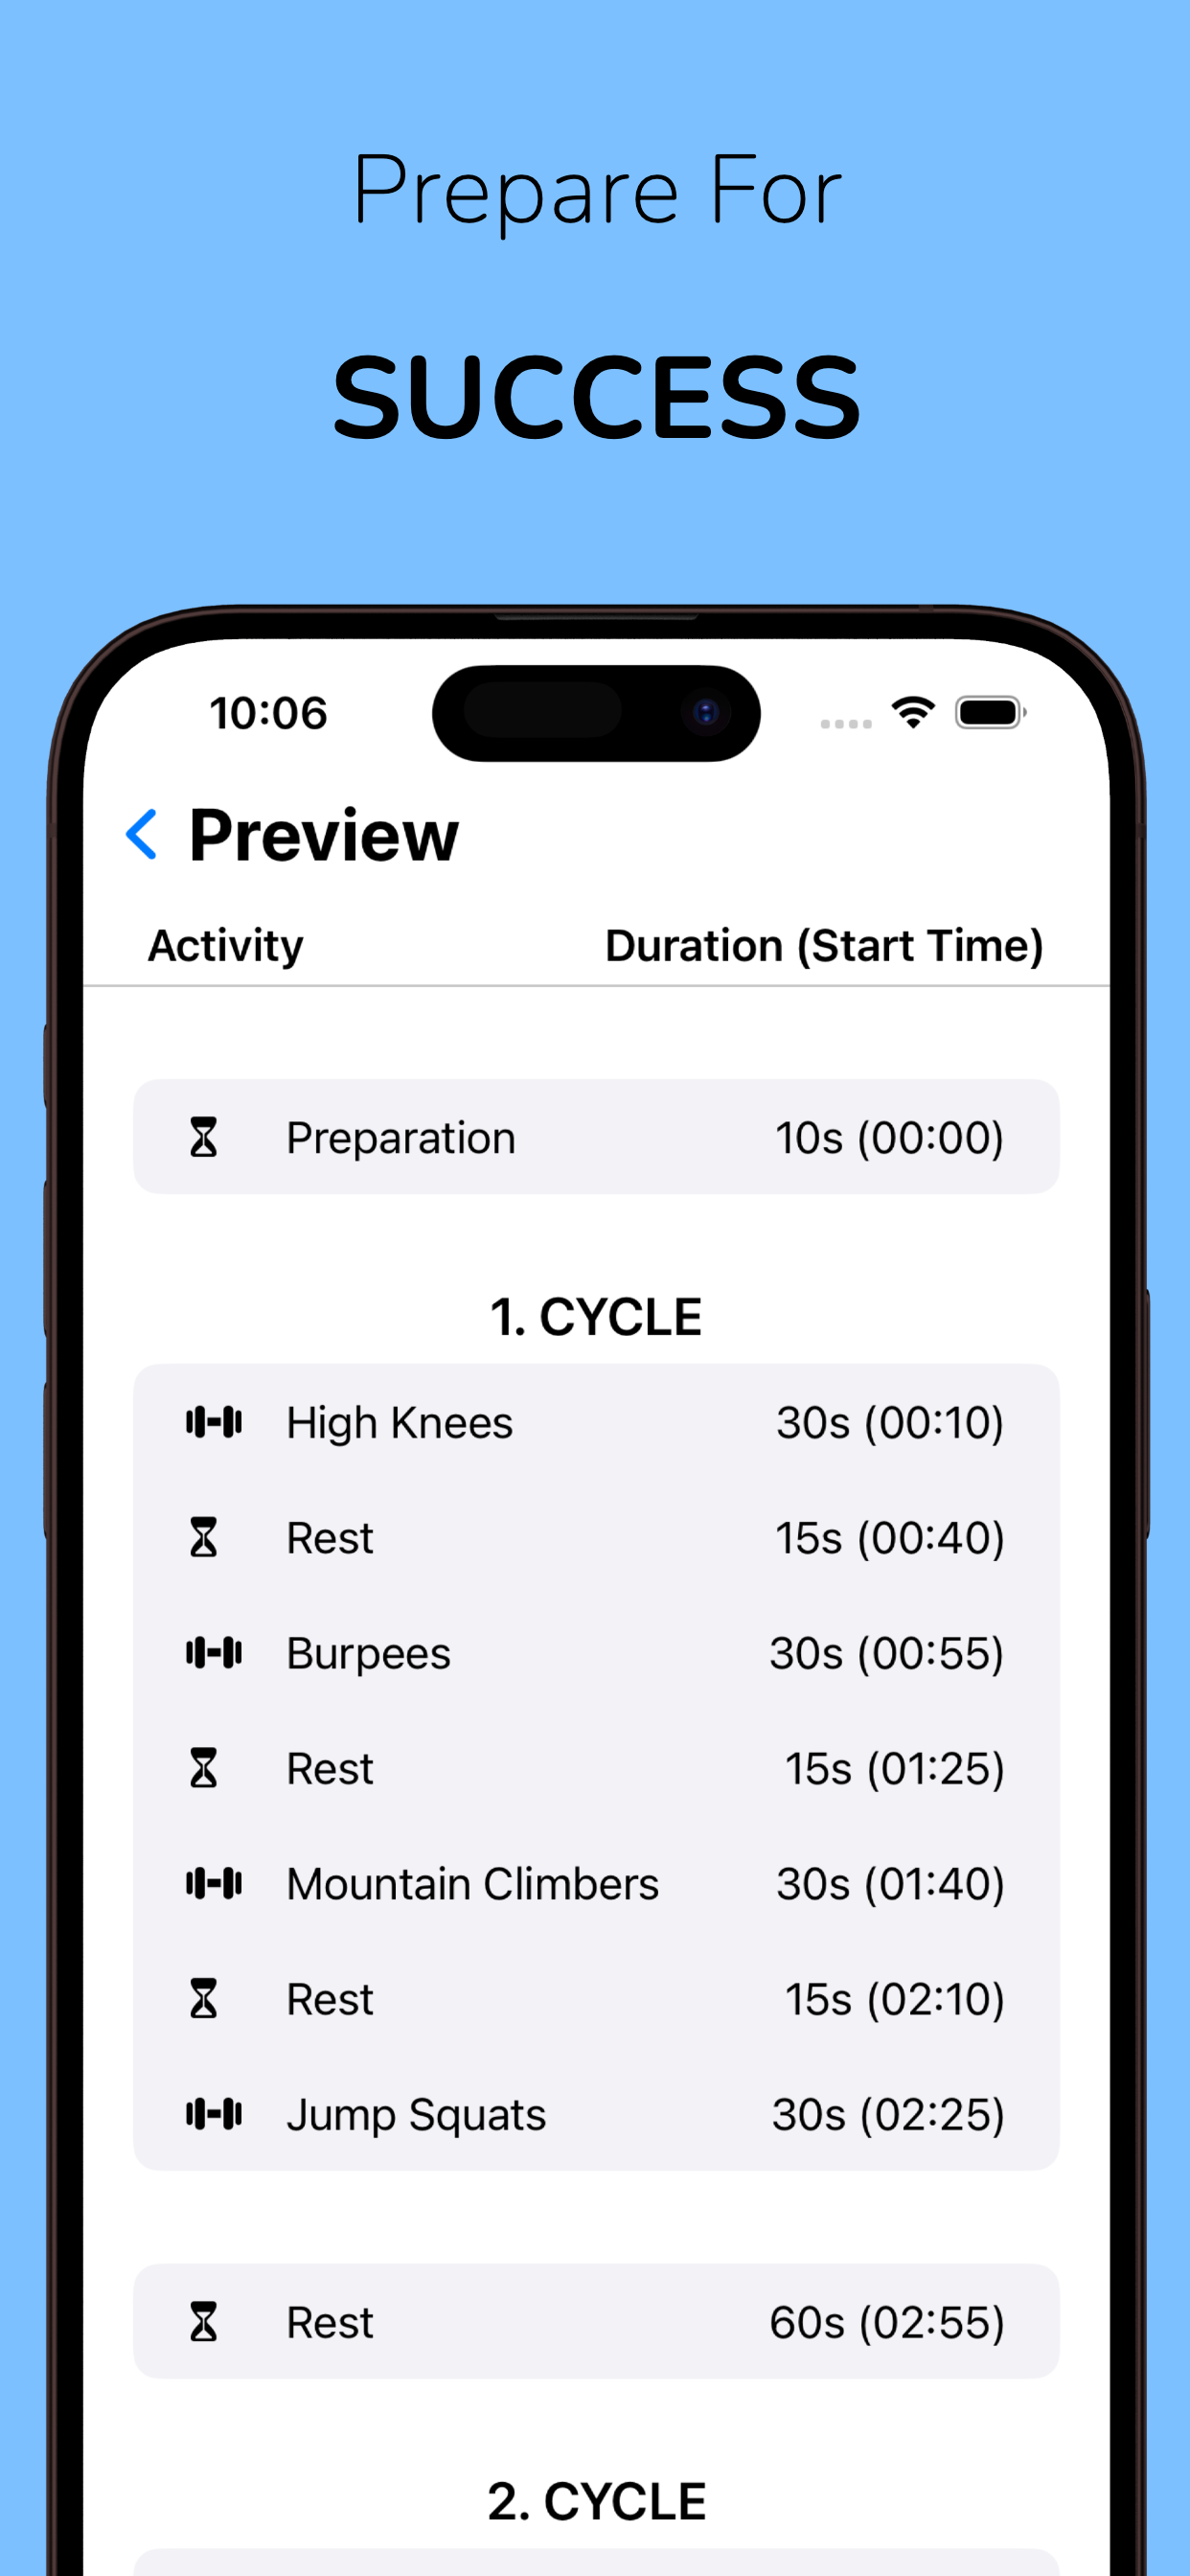 Prepare For
SUCCESS
10:06
Preview
Activity Duration (Start Time)
Preparation 10s (00:00)
1. CYCLE
High Knees 30s (00:10)
Rest 15s (00:40)
Burpees 30s (00:55)
Rest 15s (01:25)
Mountain Climbers 30s (01:40)
Rest 15s (02:10)
Jump Squats 30s (02:25)
Rest 60s (02:55)
2. CYCLE